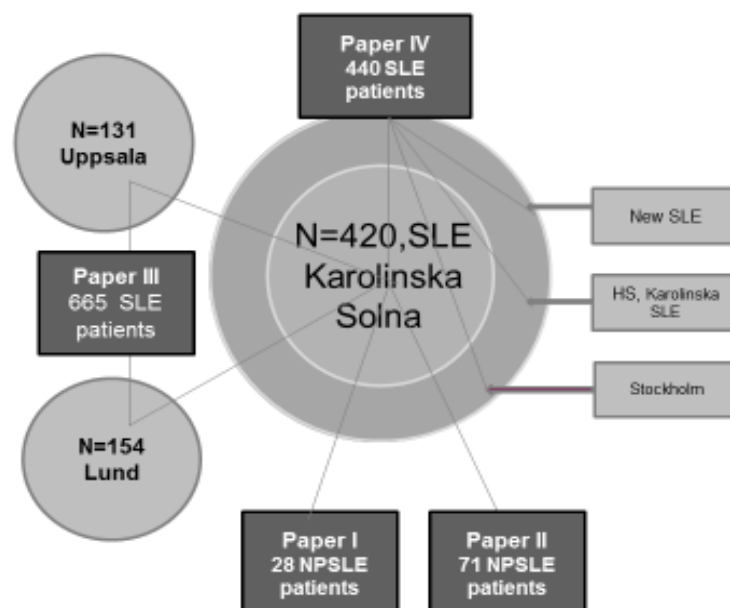 Paper IV
440 SLE
patients
N=131
Uppsala
N=420,SLE
Karolinska
Solna
New SLE
Paper III
665 SLE
patients
HS, Karolinska
SLE
Stockholm
N=154
Lund
Paper I
28 NPSLE
patients
Paper II
71 NPSLE
patients